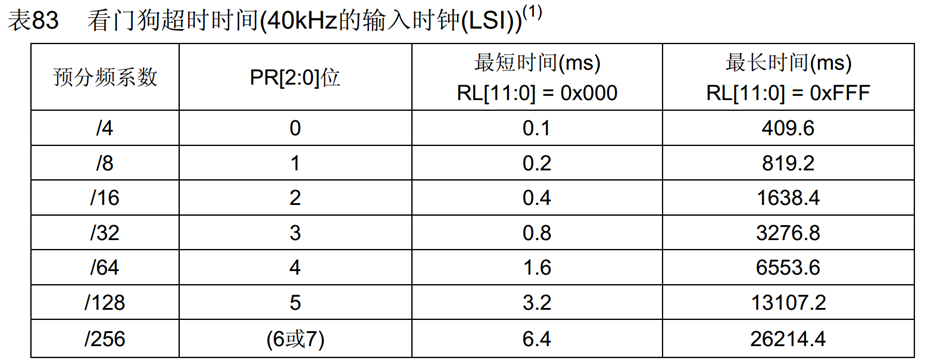 表83 看门狗超时时间(40kHz的输入时钟(LSI))(1)
预分频系数 PR[2:0]位 最短时间(ms) RL[11:0] = 0x000 最长时间(ms) RL[11:0] = 0xFFF
/4 0 0.1 409.6
/8 1 0.2 819.2
/16 2 0.4 1638.4
/32 3 0.8 3276.8
/64 4 1.6 6553.6
/128 5 3.2 13107.2
/256 (6或7) 6.4 26214.4